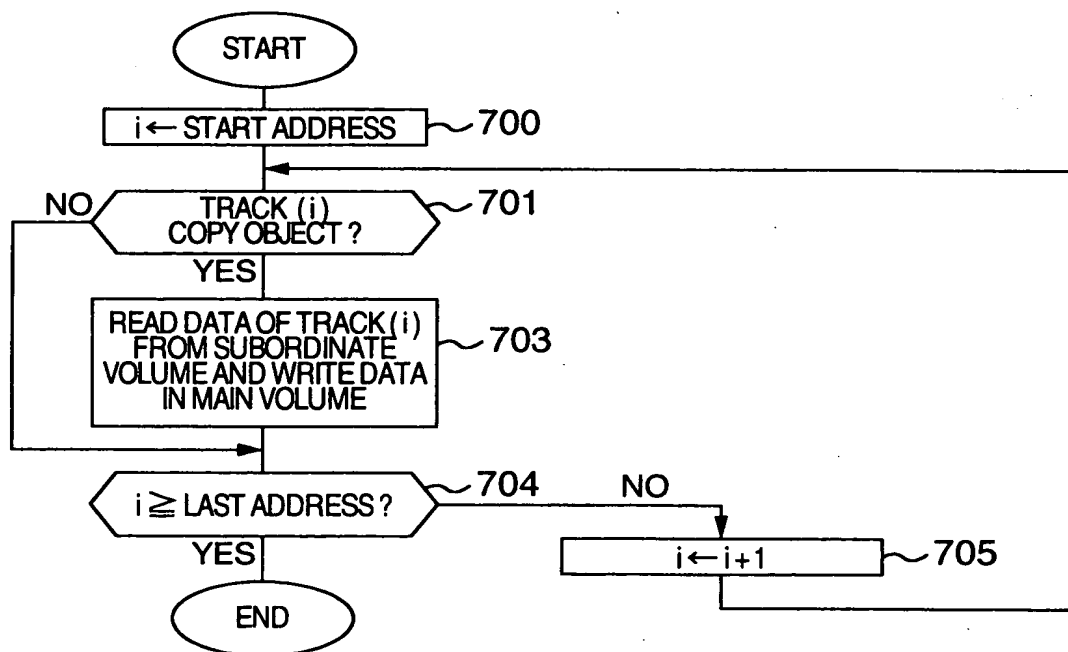 START
i ← START ADDRESS
700
NO
TRACK (i)
COPY OBJECT ?
701
YES
READ DATA OF TRACK (i)
FROM SUBORDINATE
VOLUME AND WRITE DATA
IN MAIN VOLUME
703
i ≧ LAST ADDRESS ?
704
NO
YES
i ← i+1
705
END